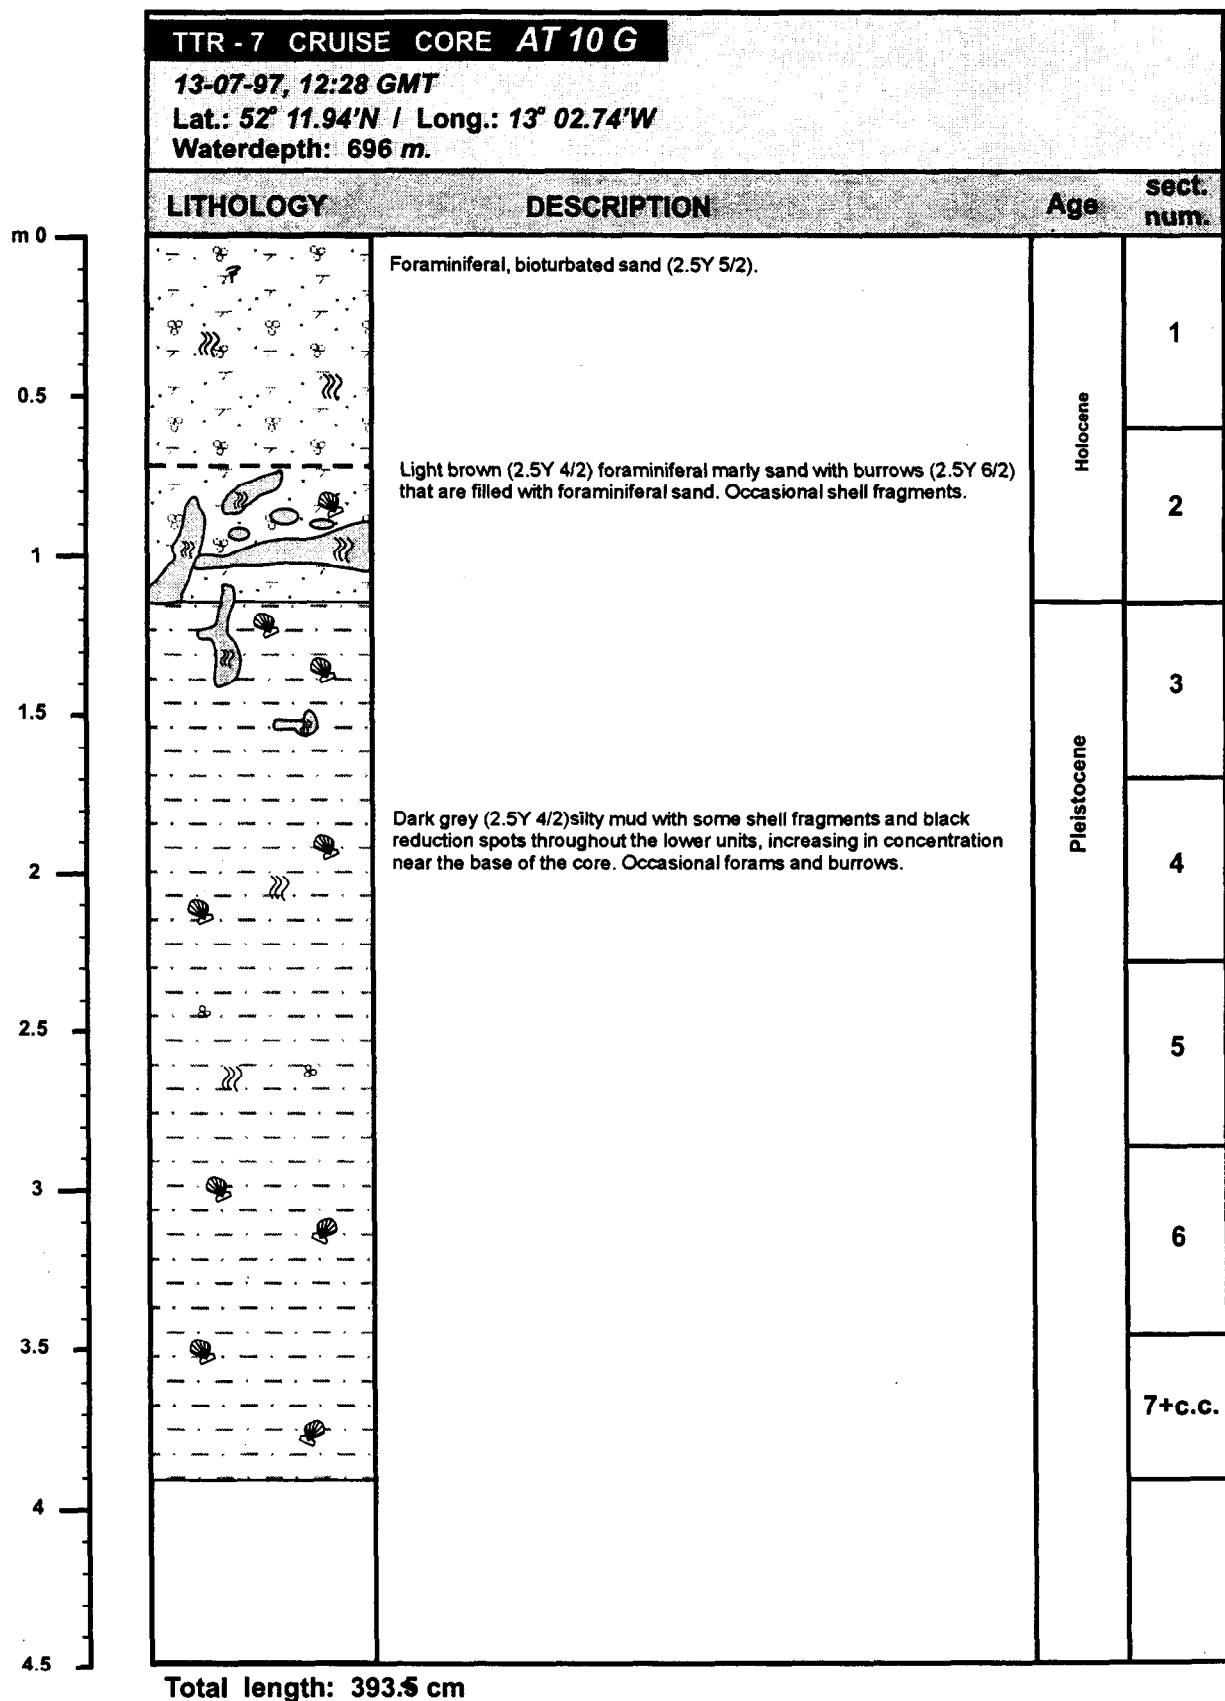 TTR - 7 CRUISE CORE AT 10 G
13-07-97, 12:28 GMT
Lat.: 52° 11.94'N / Long.: 13° 02.74'W
Waterdepth: 696 m.
LITHOLOGY DESCRIPTION Age sect. num.
m 0
Foraminiferal, bioturbated sand (2.5Y 5/2).
1
0.5
Holocene
Light brown (2.5Y 4/2) foraminiferal marly sand with burrows (2.5Y 6/2)
that are filled with foraminiferal sand. Occasional shell fragments.
2
1
3
1.5
Pleistocene
Dark grey (2.5Y 4/2)silty mud with some shell fragments and black
reduction spots throughout the lower units, increasing in concentration
near the base of the core. Occasional forams and burrows.
4
2
2.5
5
3
6
3.5
7+c.c.
4
4.5
Total length: 393.5 cm